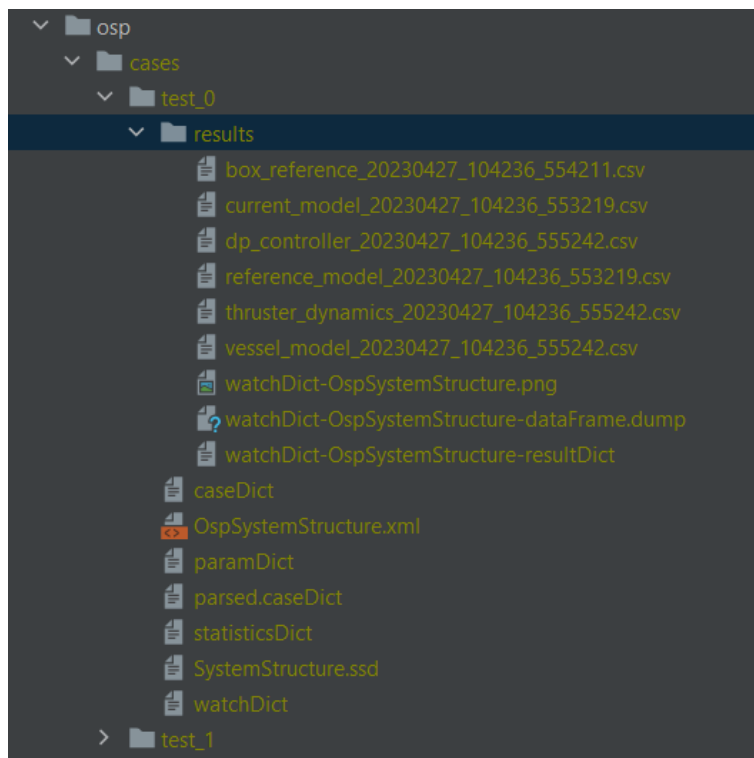 osp
cases
test_0
results
box_reference_20230427_104236_554211.csv
current_model_20230427_104236_553219.csv
dp_controller_20230427_104236_555242.csv
reference_model_20230427_104236_553219.csv
thruster_dynamics_20230427_104236_555242.csv
vessel_model_20230427_104236_555242.csv
watchDict-OspSystemStructure.png
watchDict-OspSystemStructure-dataFrame.dump
watchDict-OspSystemStructure-resultDict
caseDict
OspSystemStructure.xml
paramDict
parsed.caseDict
statisticsDict
SystemStructure.ssd
watchDict
test_1